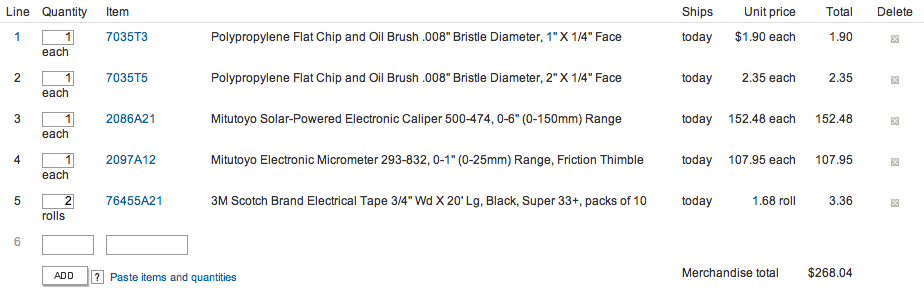 Line Quantity Item Ships Unit price Total Delete
1 1 7035T3 Polypropylene Flat Chip and Oil Brush .008" Bristle Diameter, 1" X 1/4" Face today $1.90 each 1.90
each
2 1 7035T5 Polypropylene Flat Chip and Oil Brush .008" Bristle Diameter, 2" X 1/4" Face today 2.35 each 2.35
each
3 1 2086A21 Mitutoyo Solar-Powered Electronic Caliper 500-474, 0-6" (0-150mm) Range today 152.48 each 152.48
each
4 1 2097A12 Mitutoyo Electronic Micrometer 293-832, 0-1" (0-25mm) Range, Friction Thimble today 107.95 each 107.95
each
5 2 76455A21 3M Scotch Brand Electrical Tape 3/4" Wd X 20' Lg, Black, Super 33+, packs of 10 today 1.68 roll 3.36
rolls
6
ADD ? Paste items and quantities Merchandise total $268.04